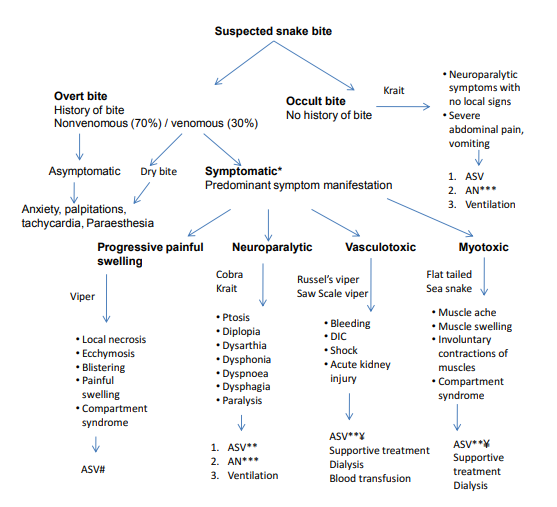 Suspected snake bite
Overt bite
History of bite
Nonvenomous (70%) / venomous (30%)
Occult bite
No history of bite
Krait
• Neuroparalytic
symptoms with
no local signs
• Severe
abdominal pain,
vomiting
1. ASV
2. AN***
3. Ventilation
Asymptomatic
Dry bite
Symptomatic*
Predominant symptom manifestation
Anxiety, palpitations,
tachycardia, Paraesthesia
Progressive painful
swelling
Viper
• Local necrosis
• Ecchymosis
• Blistering
• Painful
swelling
• Compartment
syndrome
ASV#
Neuroparalytic
Cobra
Krait
• Ptosis
• Diplopia
• Dysarthia
• Dysphonia
• Dyspnoea
• Dysphagia
• Paralysis
1. ASV**
2. AN***
3. Ventilation
Vasculotoxic
Russel's viper
Saw Scale viper
• Bleeding
• DIC
• Shock
• Acute kidney
injury
ASV**¥
Supportive treatment
Dialysis
Blood transfusion
Myotoxic
Flat tailed
Sea snake
• Muscle ache
• Muscle swelling
• Involuntary
contractions of
muscles
• Compartment
syndrome
ASV**¥
Supportive
treatment
Dialysis